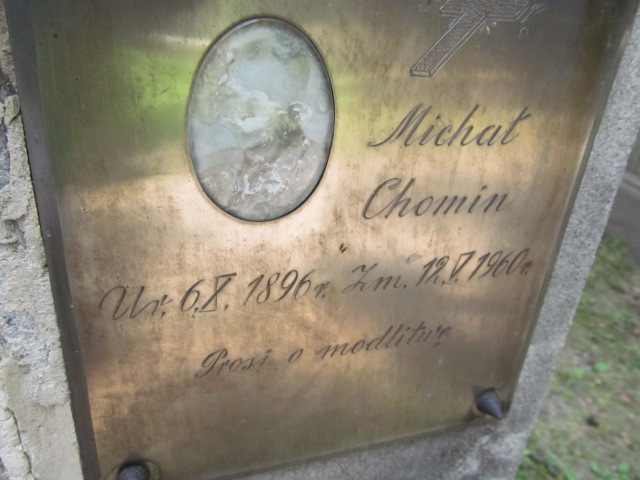 Michał
Chomin
Ur. 6.X. 1896 r. Zm. 12.V.1960 r.
Prosi o modlitwę